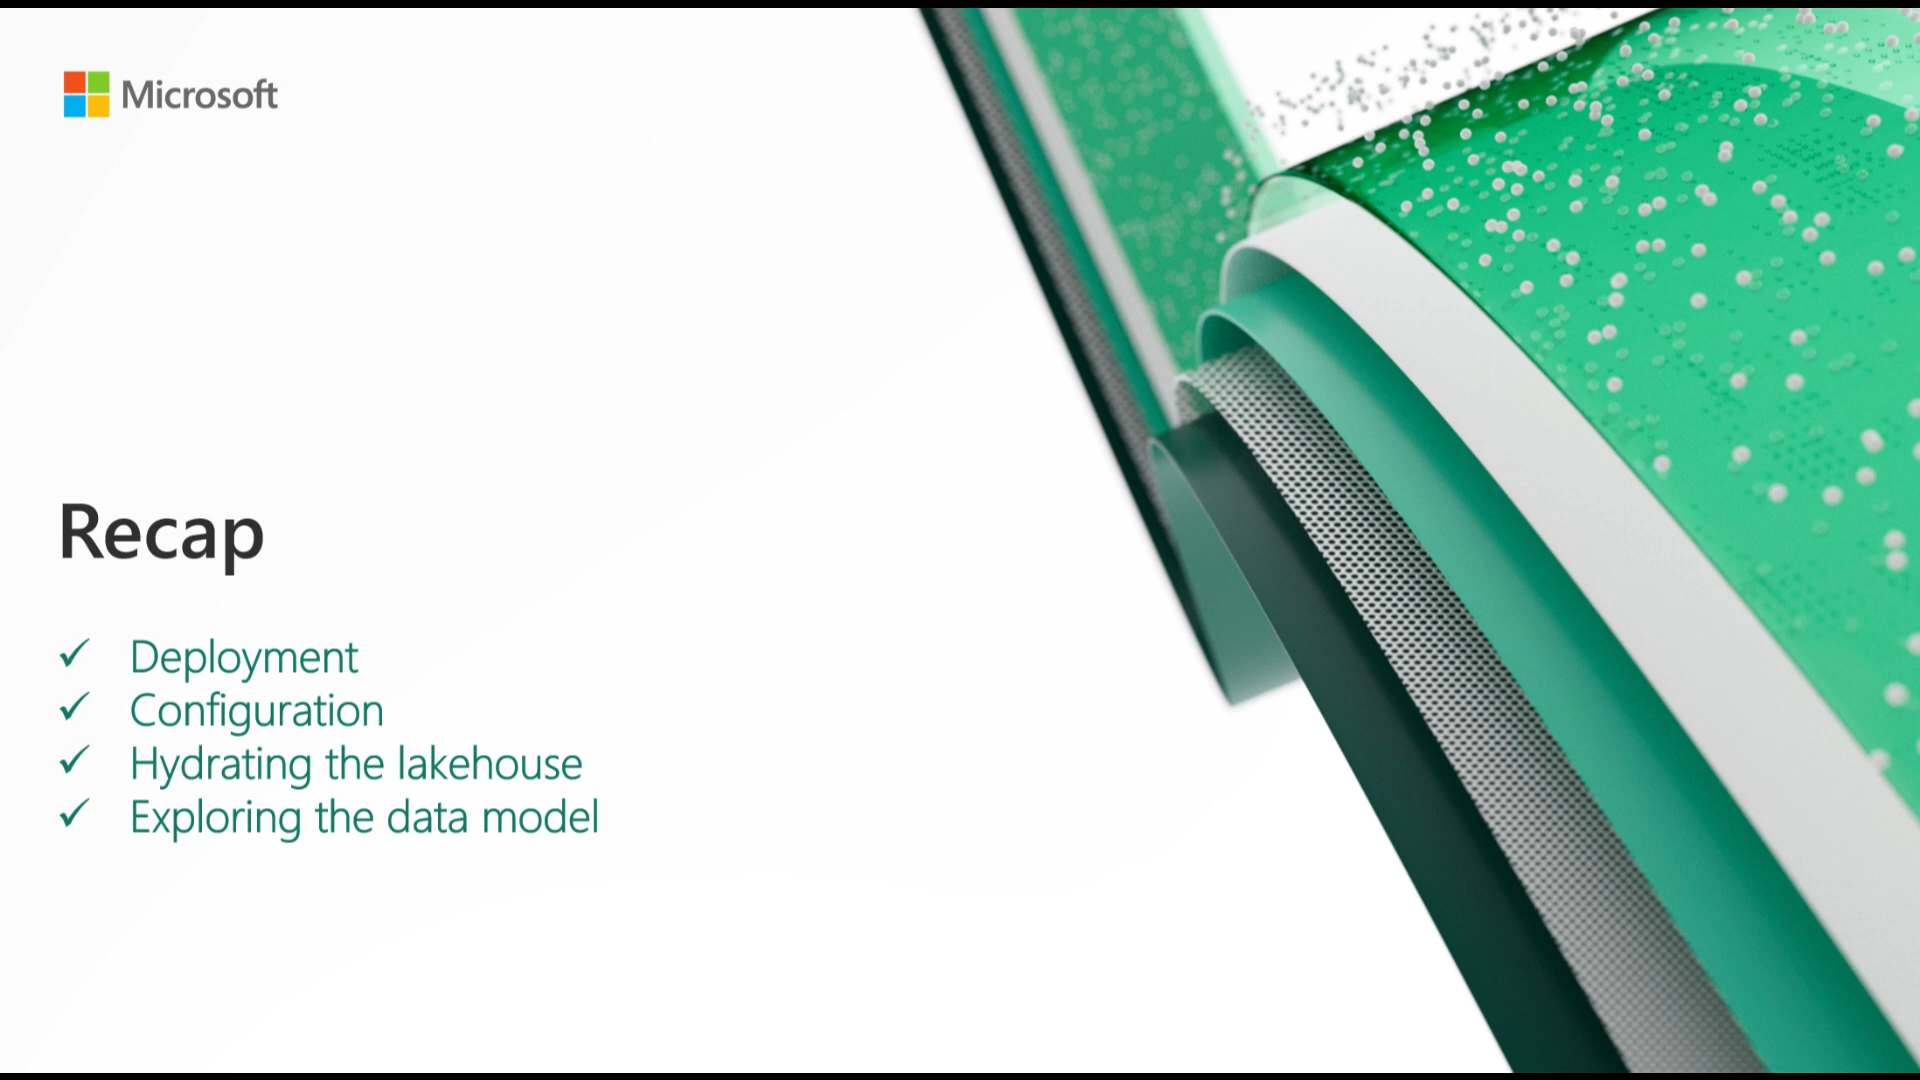 Microsoft
Recap
✓ Deployment
✓ Configuration
✓ Hydrating the lakehouse
✓ Exploring the data model